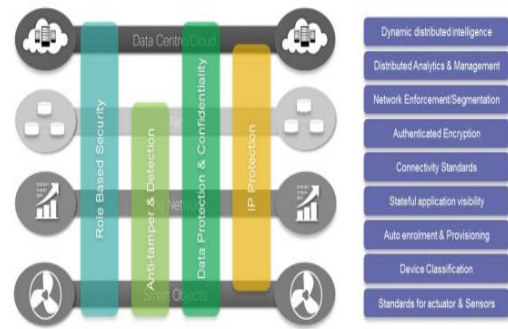 Data Centre/Cloud
Role Based Security
Anti-tamper & Detection
Data Protection & Confidentiality
IP Protection
Smart Objects
Dynamic distributed intelligence
Distributed Analytics & Management
Network Enforcement/Segmentation
Authenticated Encryption
Connectivity Standards
Stateful application visibility
Auto enrolment & Provisioning
Device Classification
Standards for actuator & Sensors